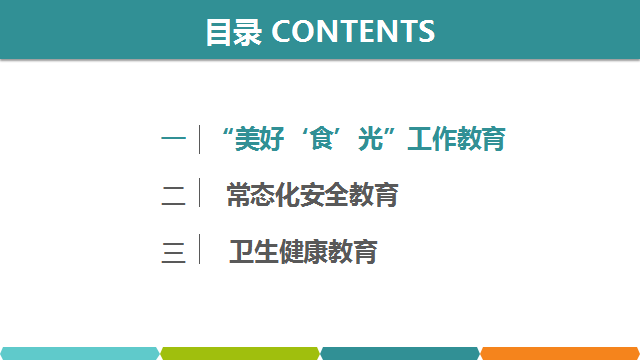 目录 CONTENTS
一 “美好‘食’光”工作教育
二 常态化安全教育
三 卫生健康教育